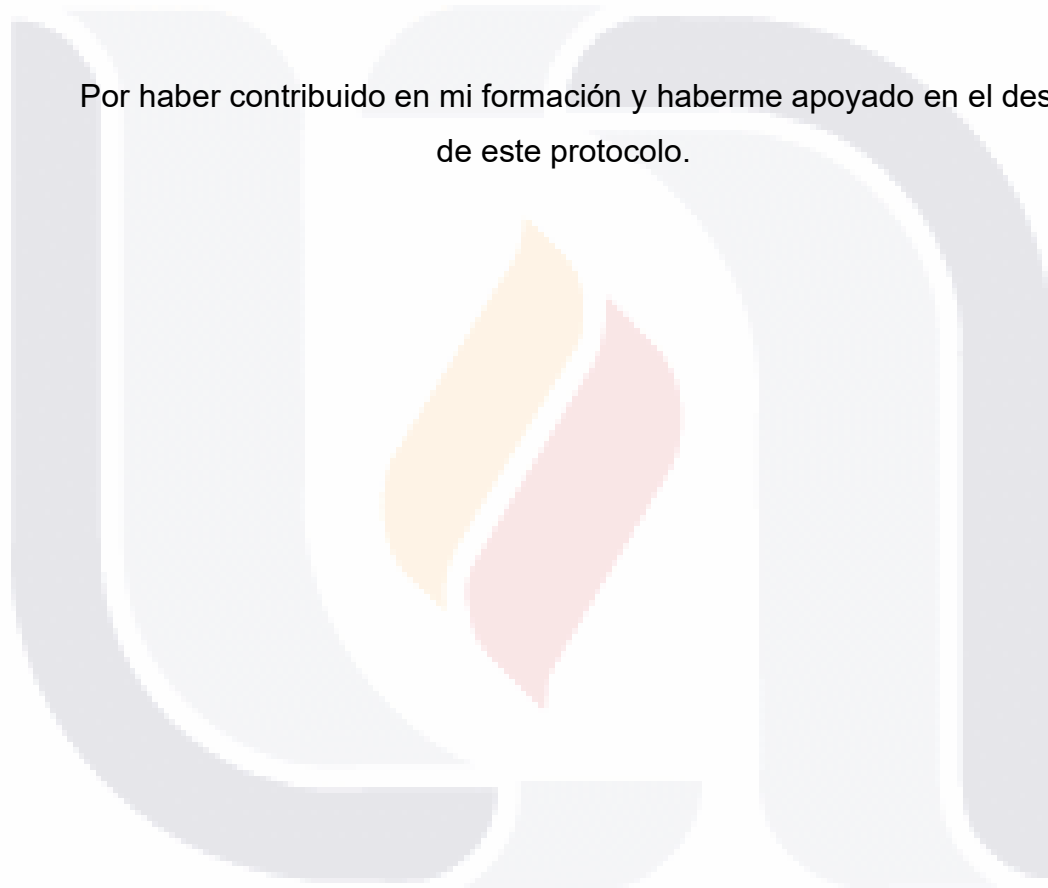 Por haber contribuido en mi formación y haberme apoyado en el des
de este protocolo.